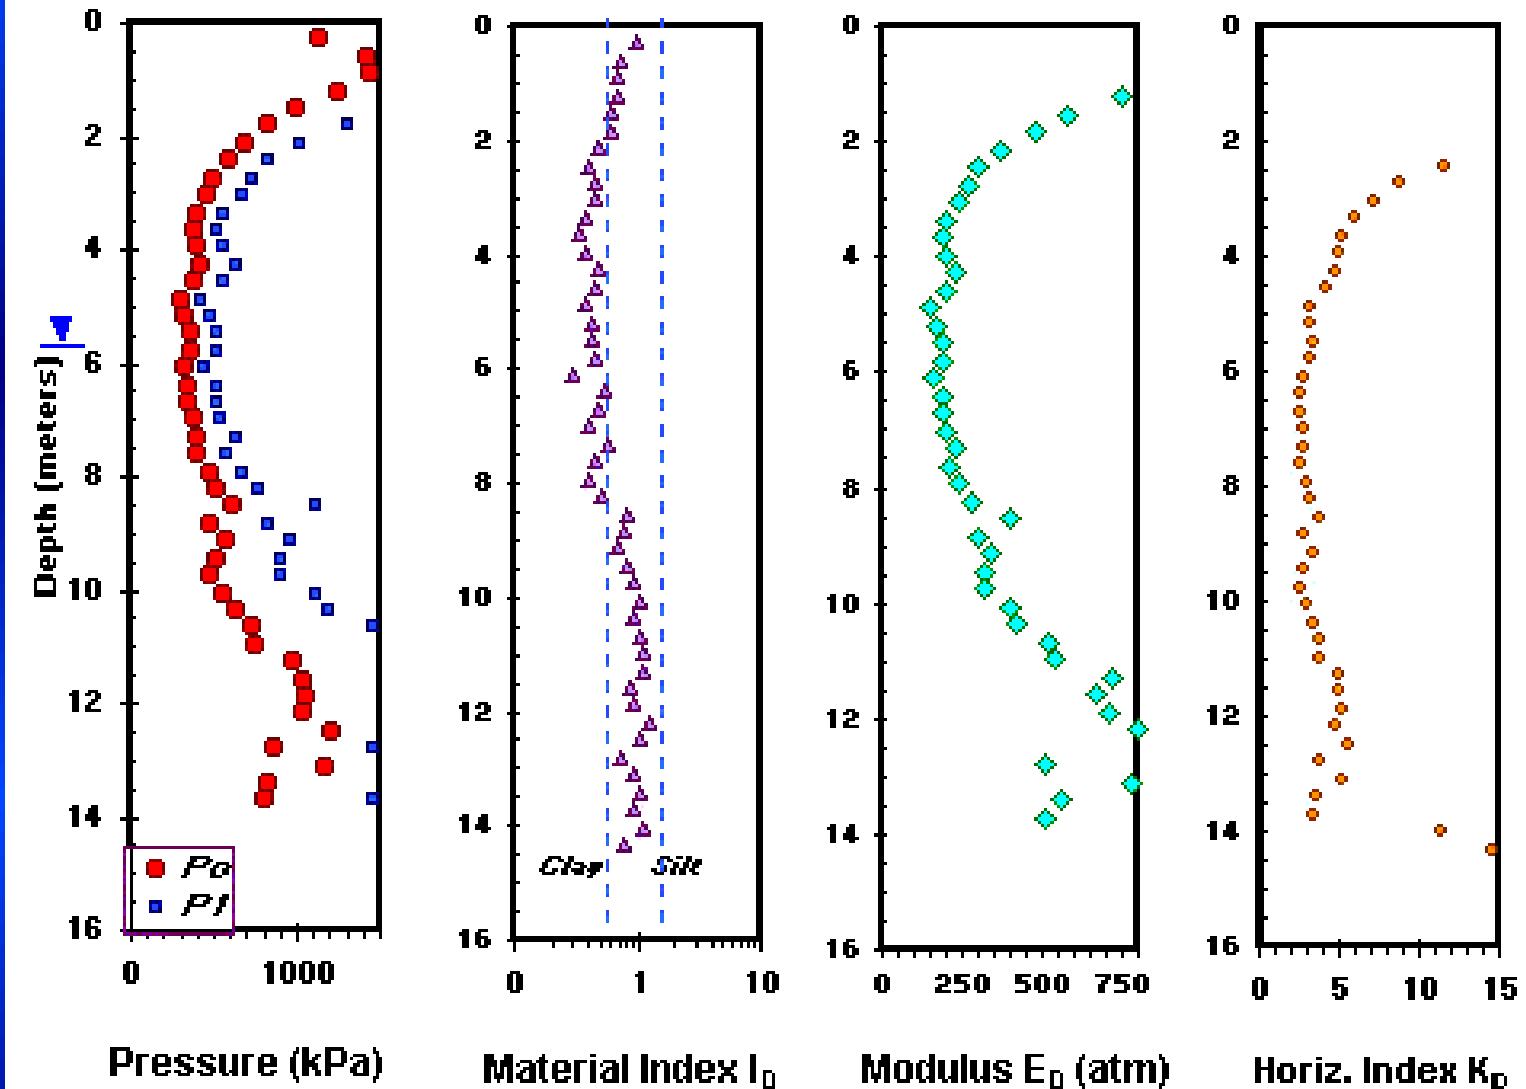 0 0 0 0
2 2 2 2
4 4 4 4
6 6 6 6
8 8 8 8
10 10 10 10
12 12 12 12
14 14 14 14
16 16 16 16
Depth (meters)
Clay Silt
Po
P1
0 1000
0 1 10
0 250 500 750
0 5 10 15
Pressure (kPa)
Material Index I_D
Modulus E_D (atm)
Horiz. Index K_D